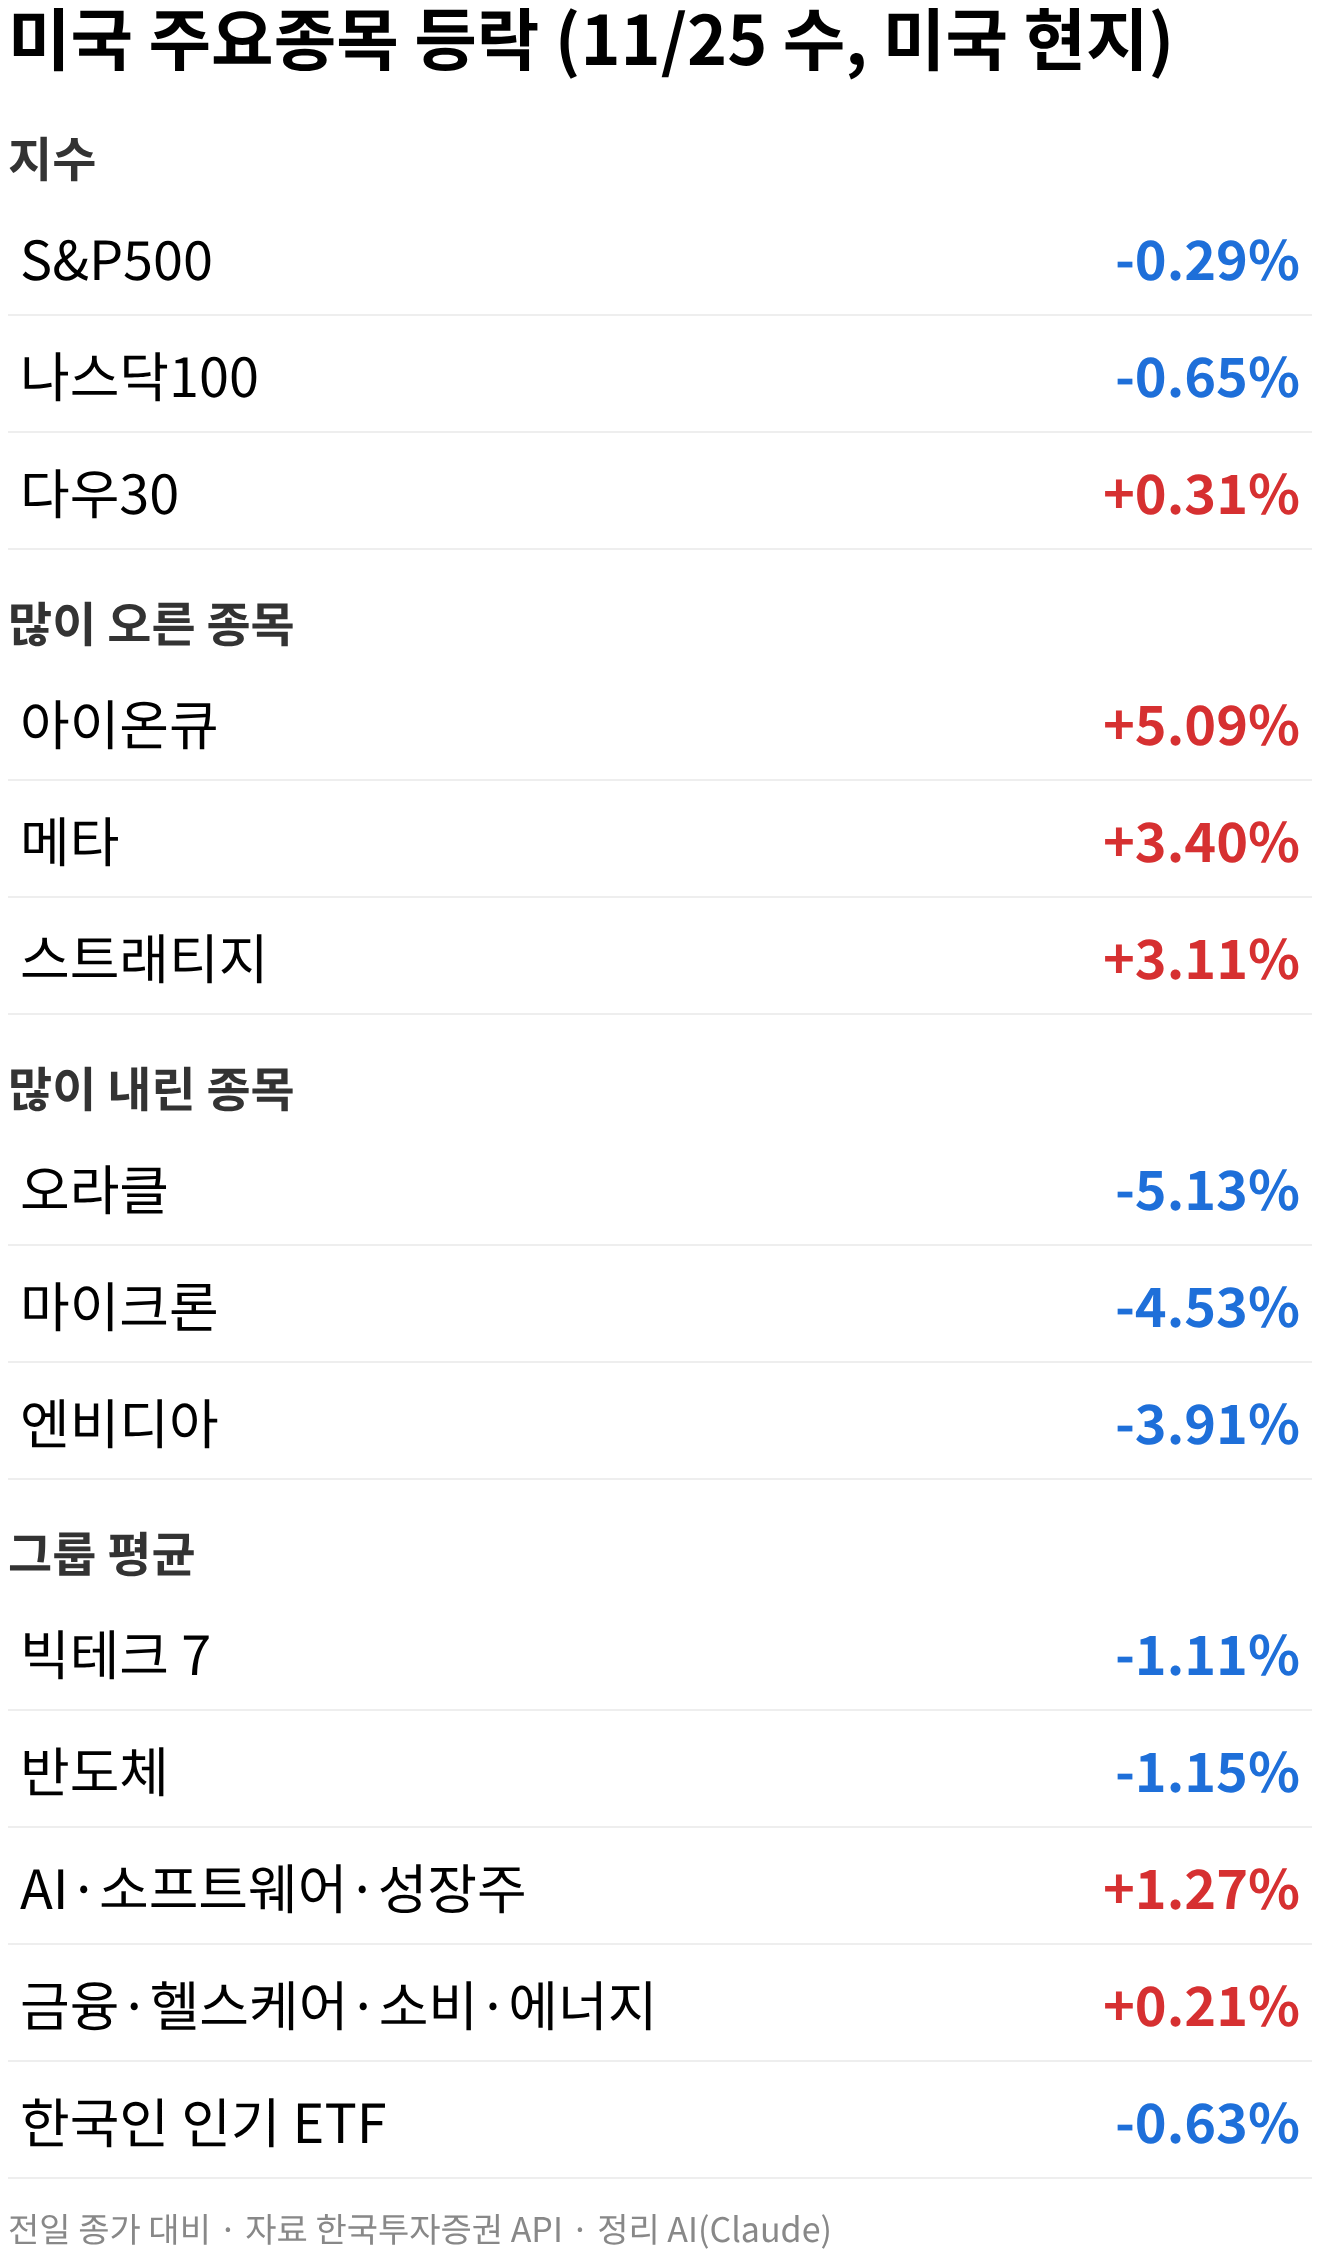 미국 주요종목 등락 (11/25 수, 미국 현지)
지수
S&P500 -0.29%
나스닥100 -0.65%
다우30 +0.31%
많이 오른 종목
아이온큐 +5.09%
메타 +3.40%
스트래티지 +3.11%
많이 내린 종목
오라클 -5.13%
마이크론 -4.53%
엔비디아 -3.91%
그룹 평균
빅테크 7 -1.11%
반도체 -1.15%
AI·소프트웨어·성장주 +1.27%
금융·헬스케어·소비·에너지 +0.21%
한국인 인기 ETF -0.63%
전일 종가 대비 · 자료 한국투자증권 API · 정리 AI(Claude)